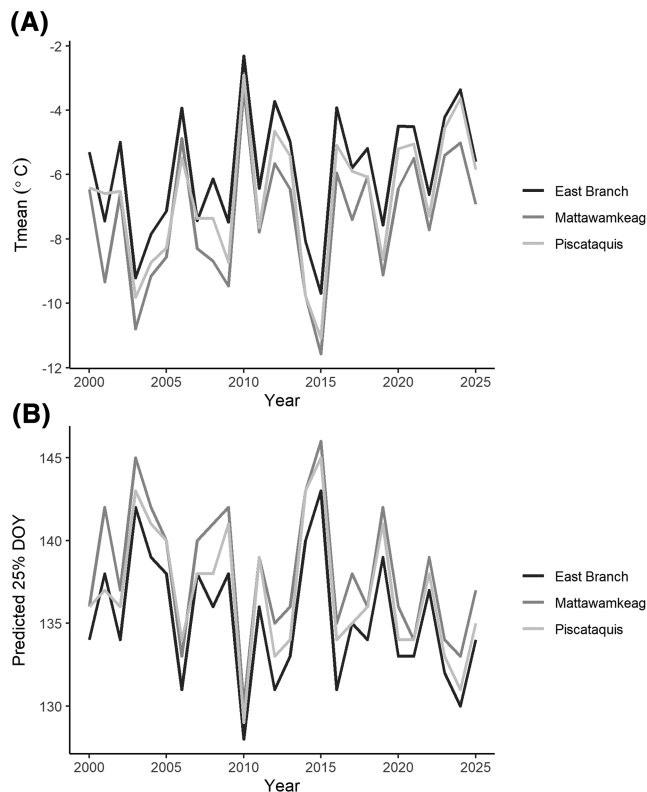 (A)
-2
-4
-6
-8
-10
-12
Tmean (° C)
2000 2005 2010 2015 2020 2025
Year
East Branch
Mattawamkeag
Piscataquis
(B)
145
140
135
130
Predicted 25% DOY
2000 2005 2010 2015 2020 2025
Year
East Branch
Mattawamkeag
Piscataquis